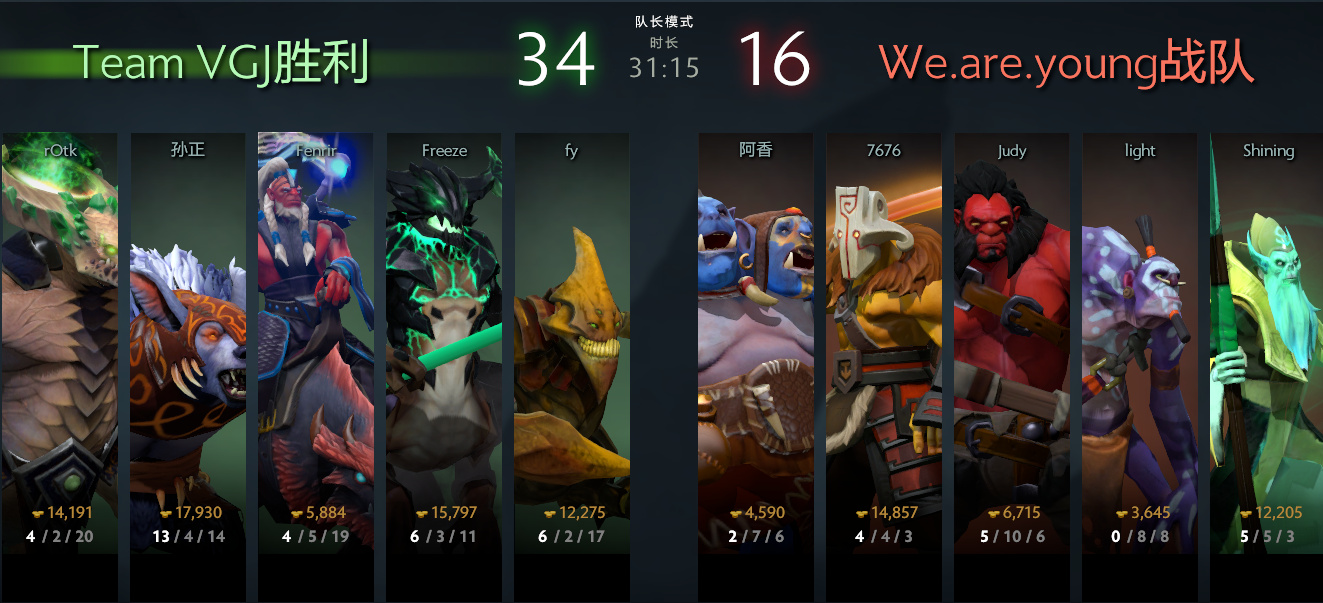 Team VGJ胜利
34
队长模式
时长
31:15
16
We.are.young战队
rOtk
孙正
Fenrir
Freeze
fy
阿香
7676
Judy
light
Shining
14,191
17,930
5,884
15,797
12,275
4,590
14,857
6,715
3,645
12,205
4 / 2 / 20
13 / 4 / 14
4 / 5 / 19
6 / 3 / 11
6 / 2 / 17
2 / 7 / 6
4 / 4 / 3
5 / 10 / 6
0 / 8 / 8
5 / 5 / 3